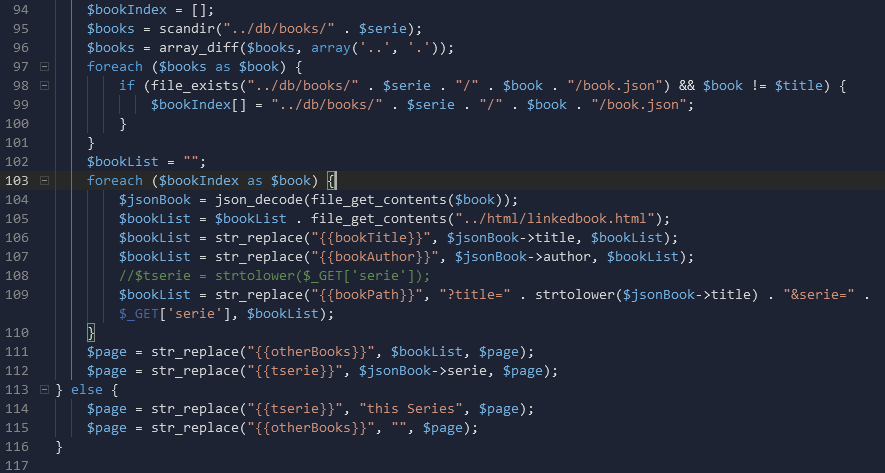 94 $bookIndex = [];
95 $books = scandir("../db/books/" . $serie);
96 $books = array_diff($books, array('..', '.'));
97 foreach ($books as $book) {
98 if (file_exists("../db/books/" . $serie . "/" . $book . "/book.json") && $book != $title) {
99 $bookIndex[] = "../db/books/" . $serie . "/" . $book . "/book.json";
100 }
101 }
102 $bookList = "";
103 foreach ($bookIndex as $book) {
104 $jsonBook = json_decode(file_get_contents($book));
105 $bookList = $bookList . file_get_contents("../html/linkedbook.html");
106 $bookList = str_replace("{{bookTitle}}", $jsonBook->title, $bookList);
107 $bookList = str_replace("{{bookAuthor}}", $jsonBook->author, $bookList);
108 //$tserie = strtolower($_GET['serie']);
109 $bookList = str_replace("{{bookPath}}", "?title=" . strtolower($jsonBook->title) . "&serie=" .
$_GET['serie'], $bookList);
110 }
111 $page = str_replace("{{otherBooks}}", $bookList, $page);
112 $page = str_replace("{{tserie}}", $jsonBook->serie, $page);
113 } else {
114 $page = str_replace("{{tserie}}", "this Series", $page);
115 $page = str_replace("{{otherBooks}}", "", $page);
116 }
117